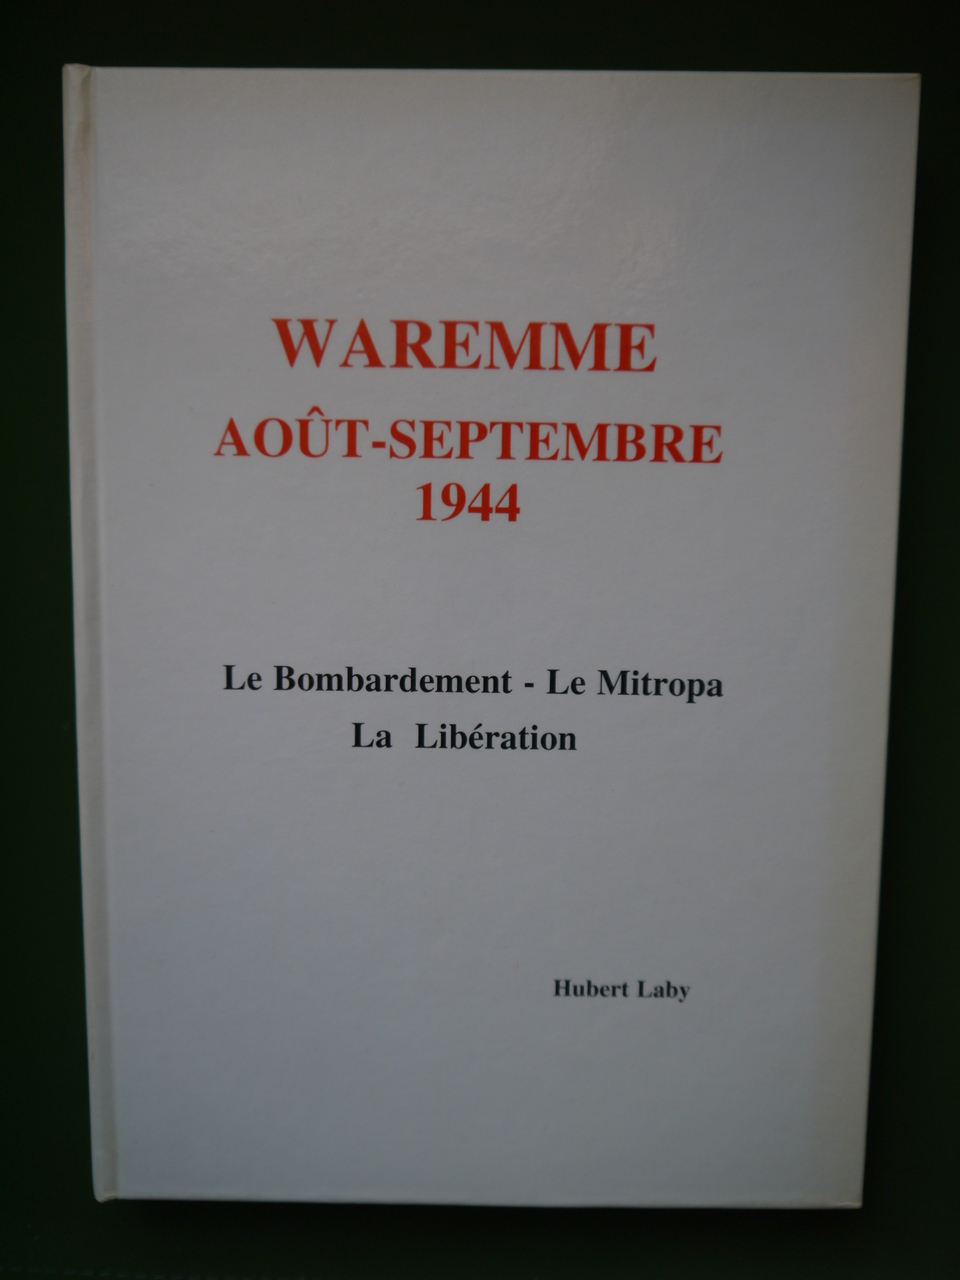 WAREMME
AOÛT-SEPTEMBRE
1944
Le Bombardement - Le Mitropa
La Libération
Hubert Laby